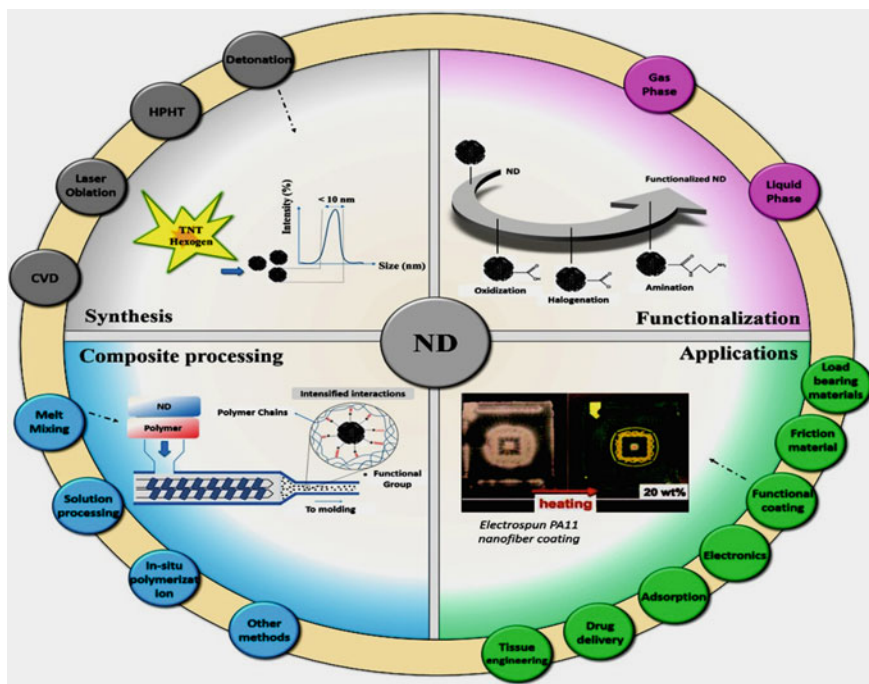 Detonation
HPHT
Laser
Oblation
CVD
TNT
Hexogen
Intensity (%)
< 10 nm
Size (nm)
Synthesis
Gas
Phase
Liquid
Phase
ND
Functionalized ND
OH
Oxidization
Cl
Halogenation
NH₂
Amination
Functionalization
ND
Composite processing
Melt
Mixing
Solution
processing
In-situ
polymerizat
ion
Other
methods
ND
Polymer
Intensified interactions
Polymer Chains
Functional
Group
To molding
Applications
heating
20 wt%
Electrospun PA11
nanofiber coating
Load
bearing
materials
Friction
material
Functional
coating
Electronics
Adsorption
Drug
delivery
Tissue
engineering